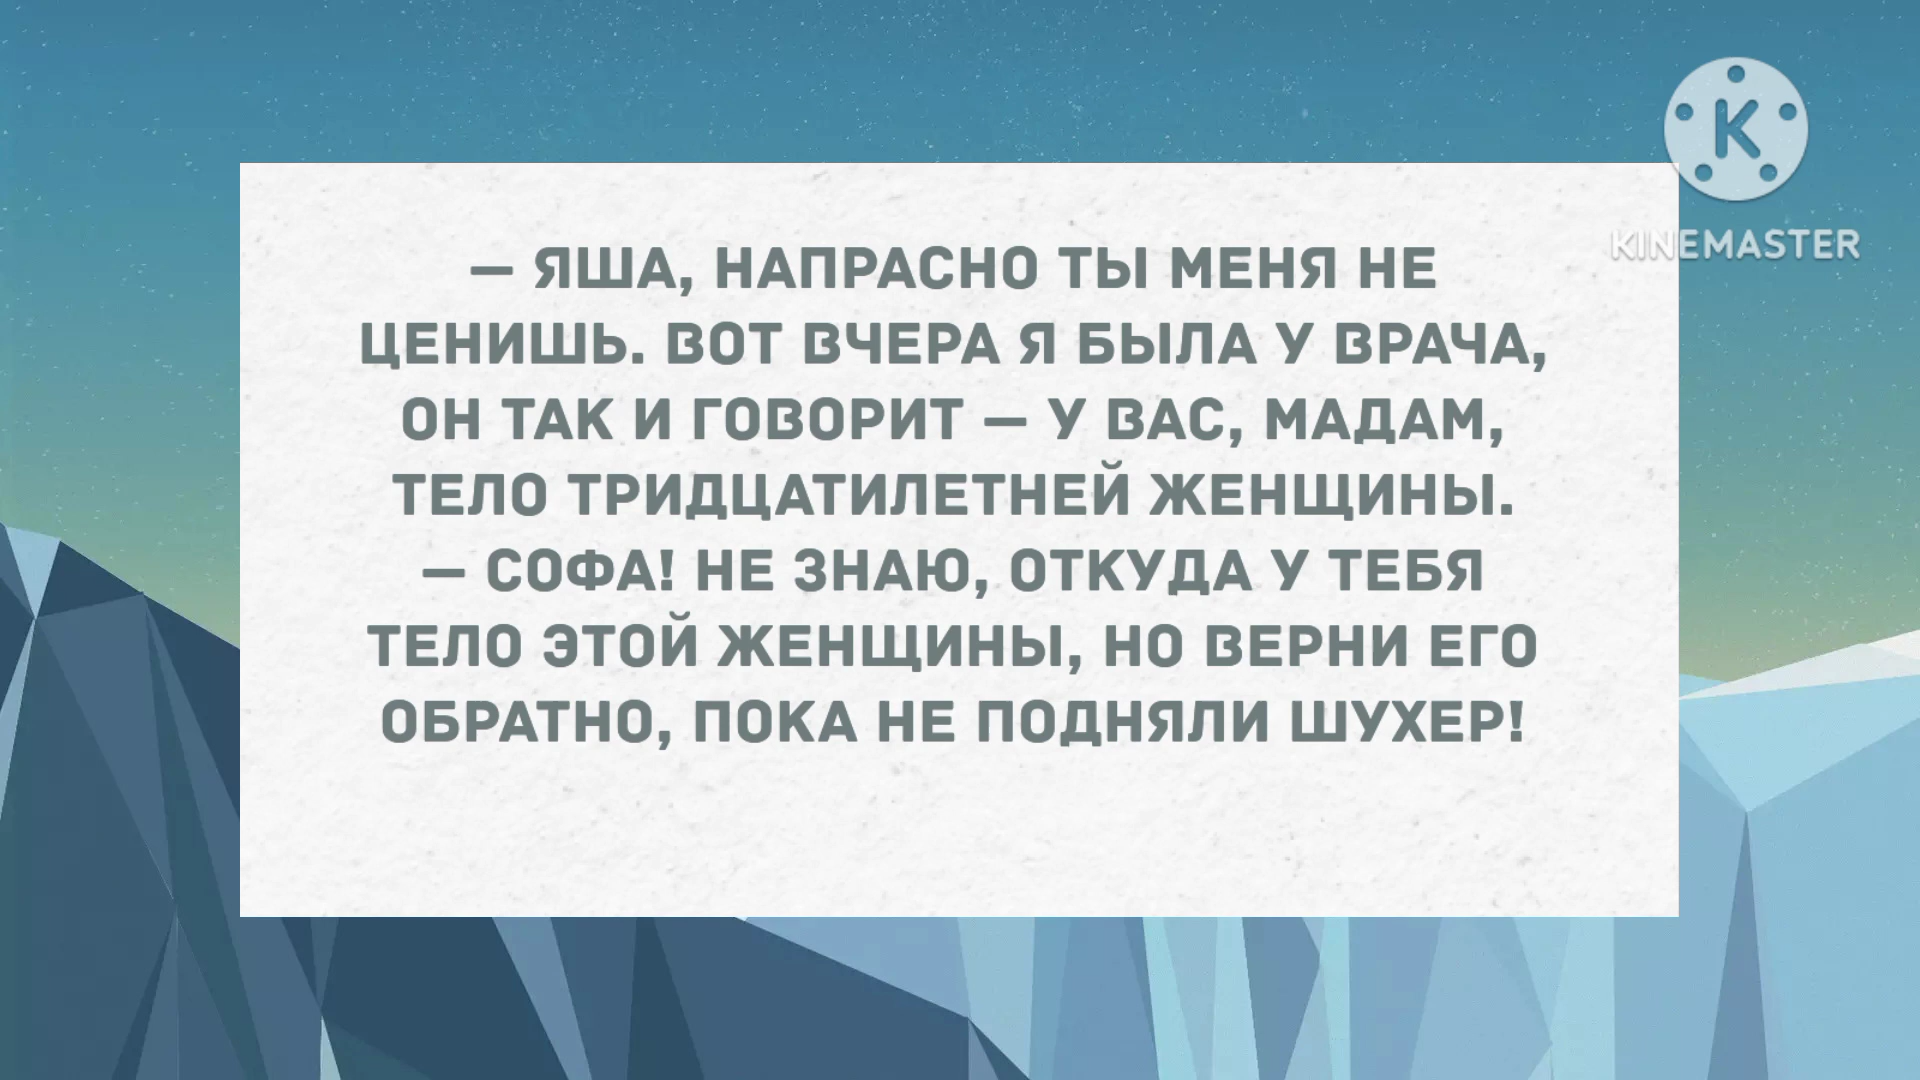 — ЯША, НАПРАСНО ТЫ МЕНЯ НЕ
ЦЕНИШЬ. ВОТ ВЧЕРА Я БЫЛА У ВРАЧА,
ОН ТАК И ГОВОРИТ — У ВАС, МАДАМ,
ТЕЛО ТРИДЦАТИЛЕТНЕЙ ЖЕНЩИНЫ.
— СОФА! НЕ ЗНАЮ, ОТКУДА У ТЕБЯ
ТЕЛО ЭТОЙ ЖЕНЩИНЫ, НО ВЕРНИ ЕГО
ОБРАТНО, ПОКА НЕ ПОДНЯЛИ ШУХЕР!
K
KINEMASTER